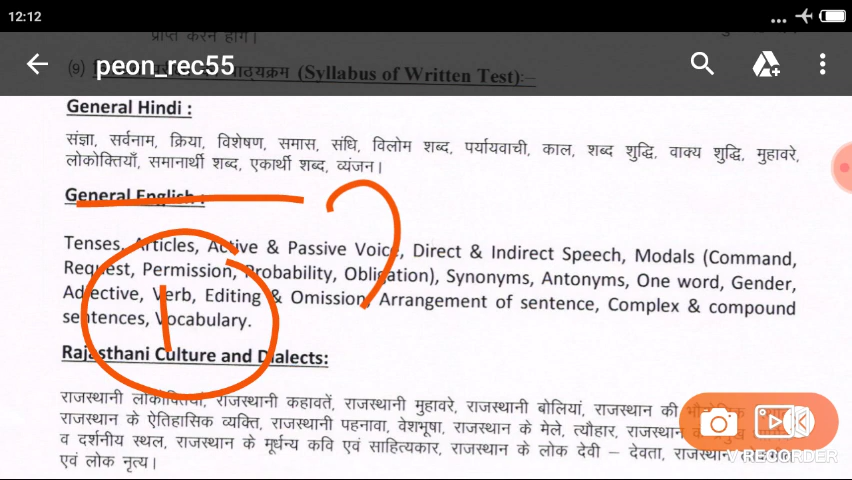 12:12
प्राप्त करने होंगे।
peon_rec55
(9) (Syllabus of Written Test):–
General Hindi :
संज्ञा, सर्वनाम, क्रिया, विशेषण, समास, संधि, विलोम शब्द, पर्यायवाची, काल, शब्द शुद्धि, वाक्य शुद्धि, मुहावरे,
लोकोक्तियाँ, समानार्थी शब्द, एकार्थी शब्द, व्यंजन।
General English :
Tenses, Articles, Active & Passive Voice, Direct & Indirect Speech, Modals (Command,
Request, Permission, Probability, Obligation), Synonyms, Antonyms, One word, Gender,
Adjective, Verb, Editing & Omission, Arrangement of sentence, Complex & compound
sentences, Vocabulary.
Rajasthani Culture and Dialects:
राजस्थानी लोकोक्तियां, राजस्थानी कहावतें, राजस्थानी मुहावरे, राजस्थानी बोलियां, राजस्थान की
राजस्थान के ऐतिहासिक व्यक्ति, राजस्थानी पहनावा, वेशभूषा, राजस्थान के मेले, त्यौहार, राजस्थान
व दर्शनीय स्थल, राजस्थान के मूर्धन्य कवि एवं साहित्यकार, राजस्थान के लोक देवी – देवता, राजस्थान
एवं लोक नृत्य।
V RECORDER